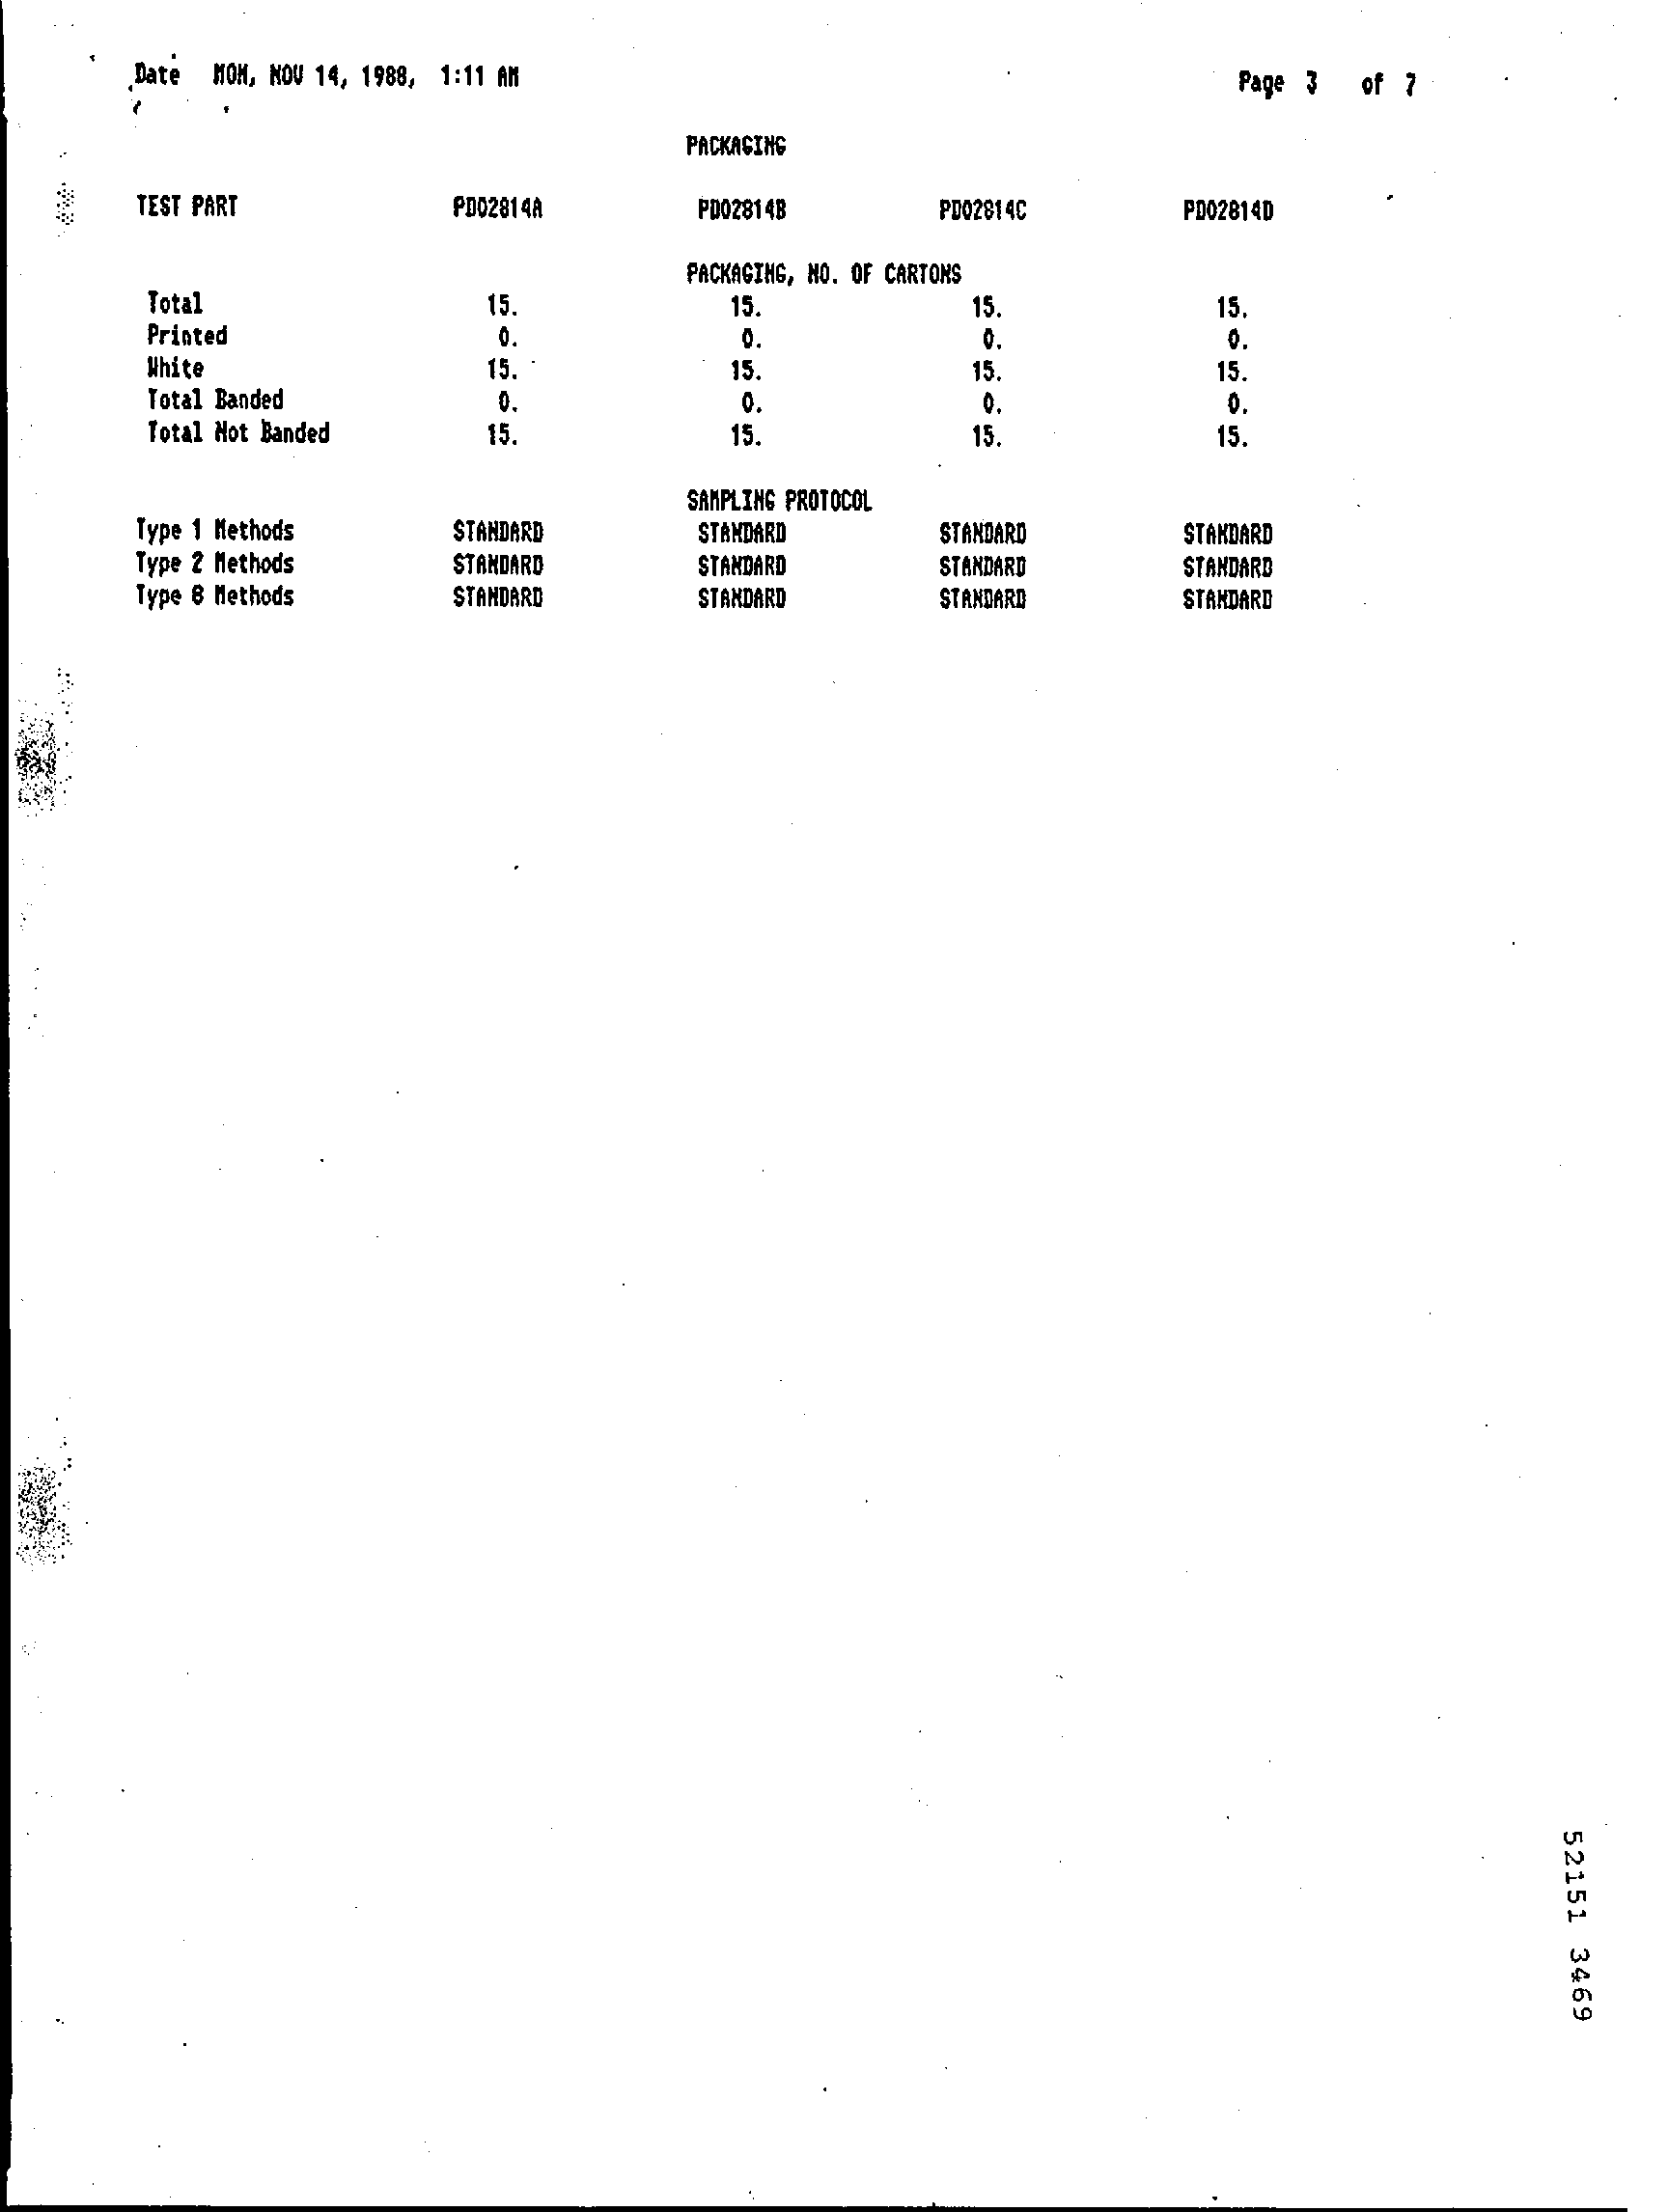 Date MON, NOV 14, 1988, 1:11 AM Page 3 of 7
PACKAGING
TEST PART PD02814A PD02814B PD02814C PD02814D
PACKAGING, NO. OF CARTONS
Total 15. 15. 15. 15.
Printed 0. 0. 0. 0.
White 15. 15. 15. 15.
Total Banded 0. 0. 0. 0.
Total Not Banded 15. 15. 15. 15.
SAMPLING PROTOCOL
Type 1 Methods STANDARD STANDARD STANDARD STANDARD
Type 2 Methods STANDARD STANDARD STANDARD STANDARD
Type 8 Methods STANDARD STANDARD STANDARD STANDARD
52151 3469